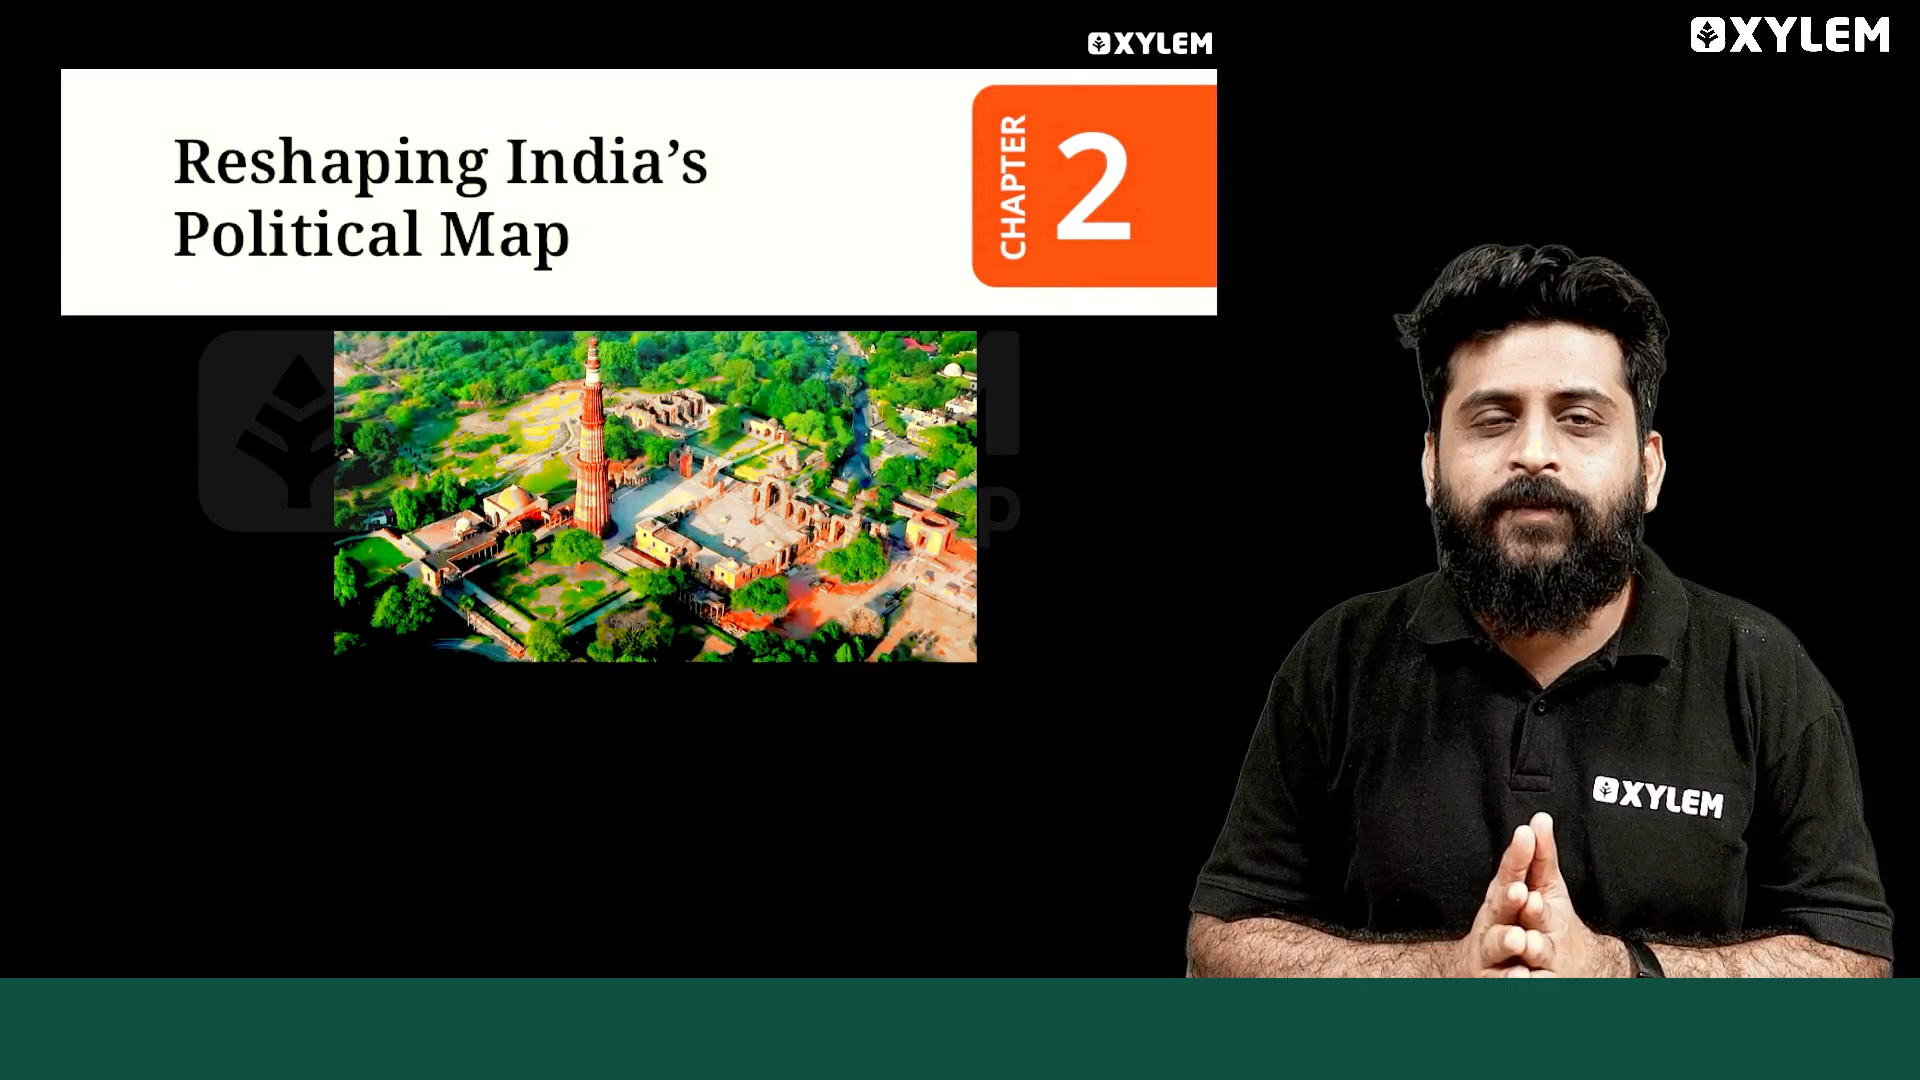 XYLEM
XYLEM
Reshaping India’s
Political Map
CHAPTER
2
XYLEM